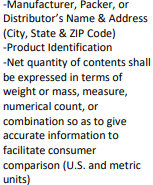 -Manufacturer, Packer, or
Distributor’s Name & Address
(City, State & ZIP Code)
-Product Identification
-Net quantity of contents shall
be expressed in terms of
weight or mass, measure,
numerical count, or
combination so as to give
accurate information to
facilitate consumer
comparison (U.S. and metric
units)